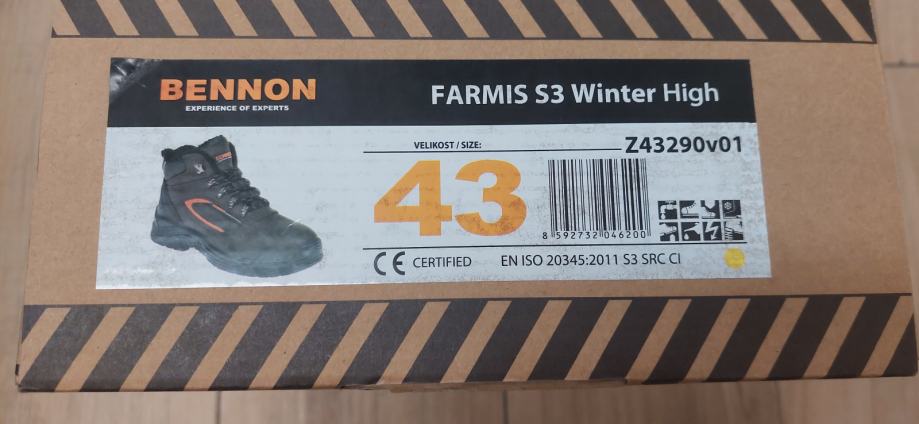 BENNON
EXPERIENCE OF EXPERTS
FARMIS S3 Winter High
VELIKOST / SIZE:
Z43290v01
43
8 592732 046200
CE CERTIFIED EN ISO 20345:2011 S3 SRC CI